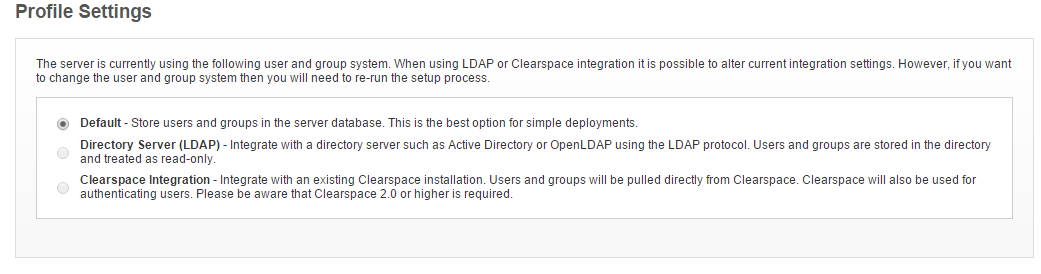 Profile Settings
The server is currently using the following user and group system. When using LDAP or Clearspace integration it is possible to alter current integration settings. However, if you want
to change the user and group system then you will need to re-run the setup process.
Default - Store users and groups in the server database. This is the best option for simple deployments.
Directory Server (LDAP) - Integrate with a directory server such as Active Directory or OpenLDAP using the LDAP protocol. Users and groups are stored in the directory
and treated as read-only.
Clearspace Integration - Integrate with an existing Clearspace installation. Users and groups will be pulled directly from Clearspace. Clearspace will also be used for
authenticating users. Please be aware that Clearspace 2.0 or higher is required.